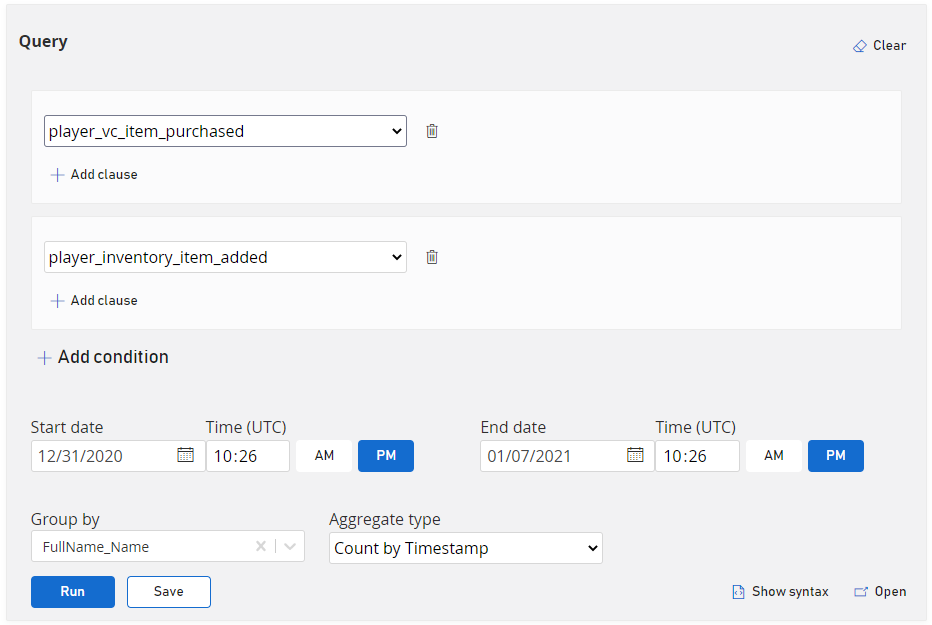 Query
Clear
player_vc_item_purchased
Add clause
player_inventory_item_added
Add clause
Add condition
Start date Time (UTC) End date Time (UTC)
12/31/2020 10:26 AM PM 01/07/2021 10:26 AM PM
Group by Aggregate type
FullName_Name Count by Timestamp
Run Save Show syntax Open